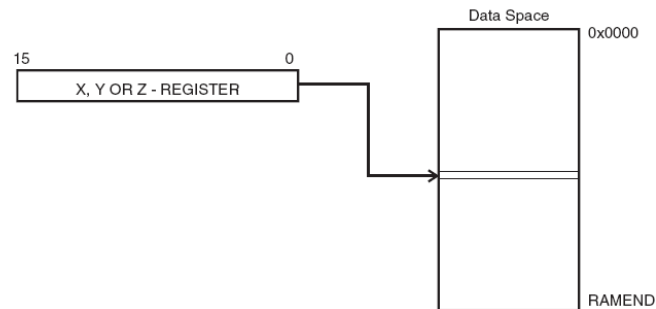 Data Space
0x0000
15 0
X, Y OR Z - REGISTER
RAMEND